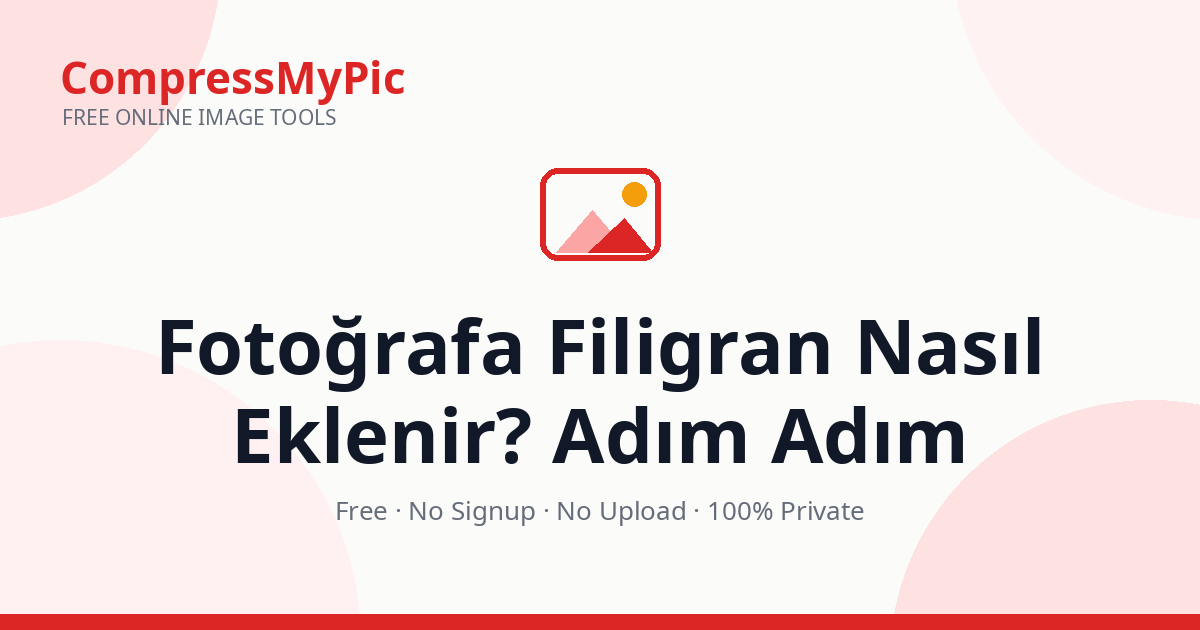 CompressMyPic
FREE ONLINE IMAGE TOOLS
Fotoğrafa Filigran Nasıl
Eklenir? Adım Adım
Free · No Signup · No Upload · 100% Private